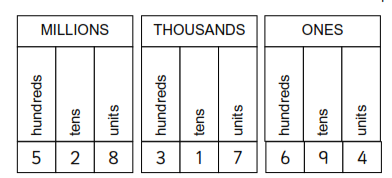 MILLIONS THOUSANDS ONES
hundreds tens units hundreds tens units hundreds tens units
5 2 8 3 1 7 6 9 4